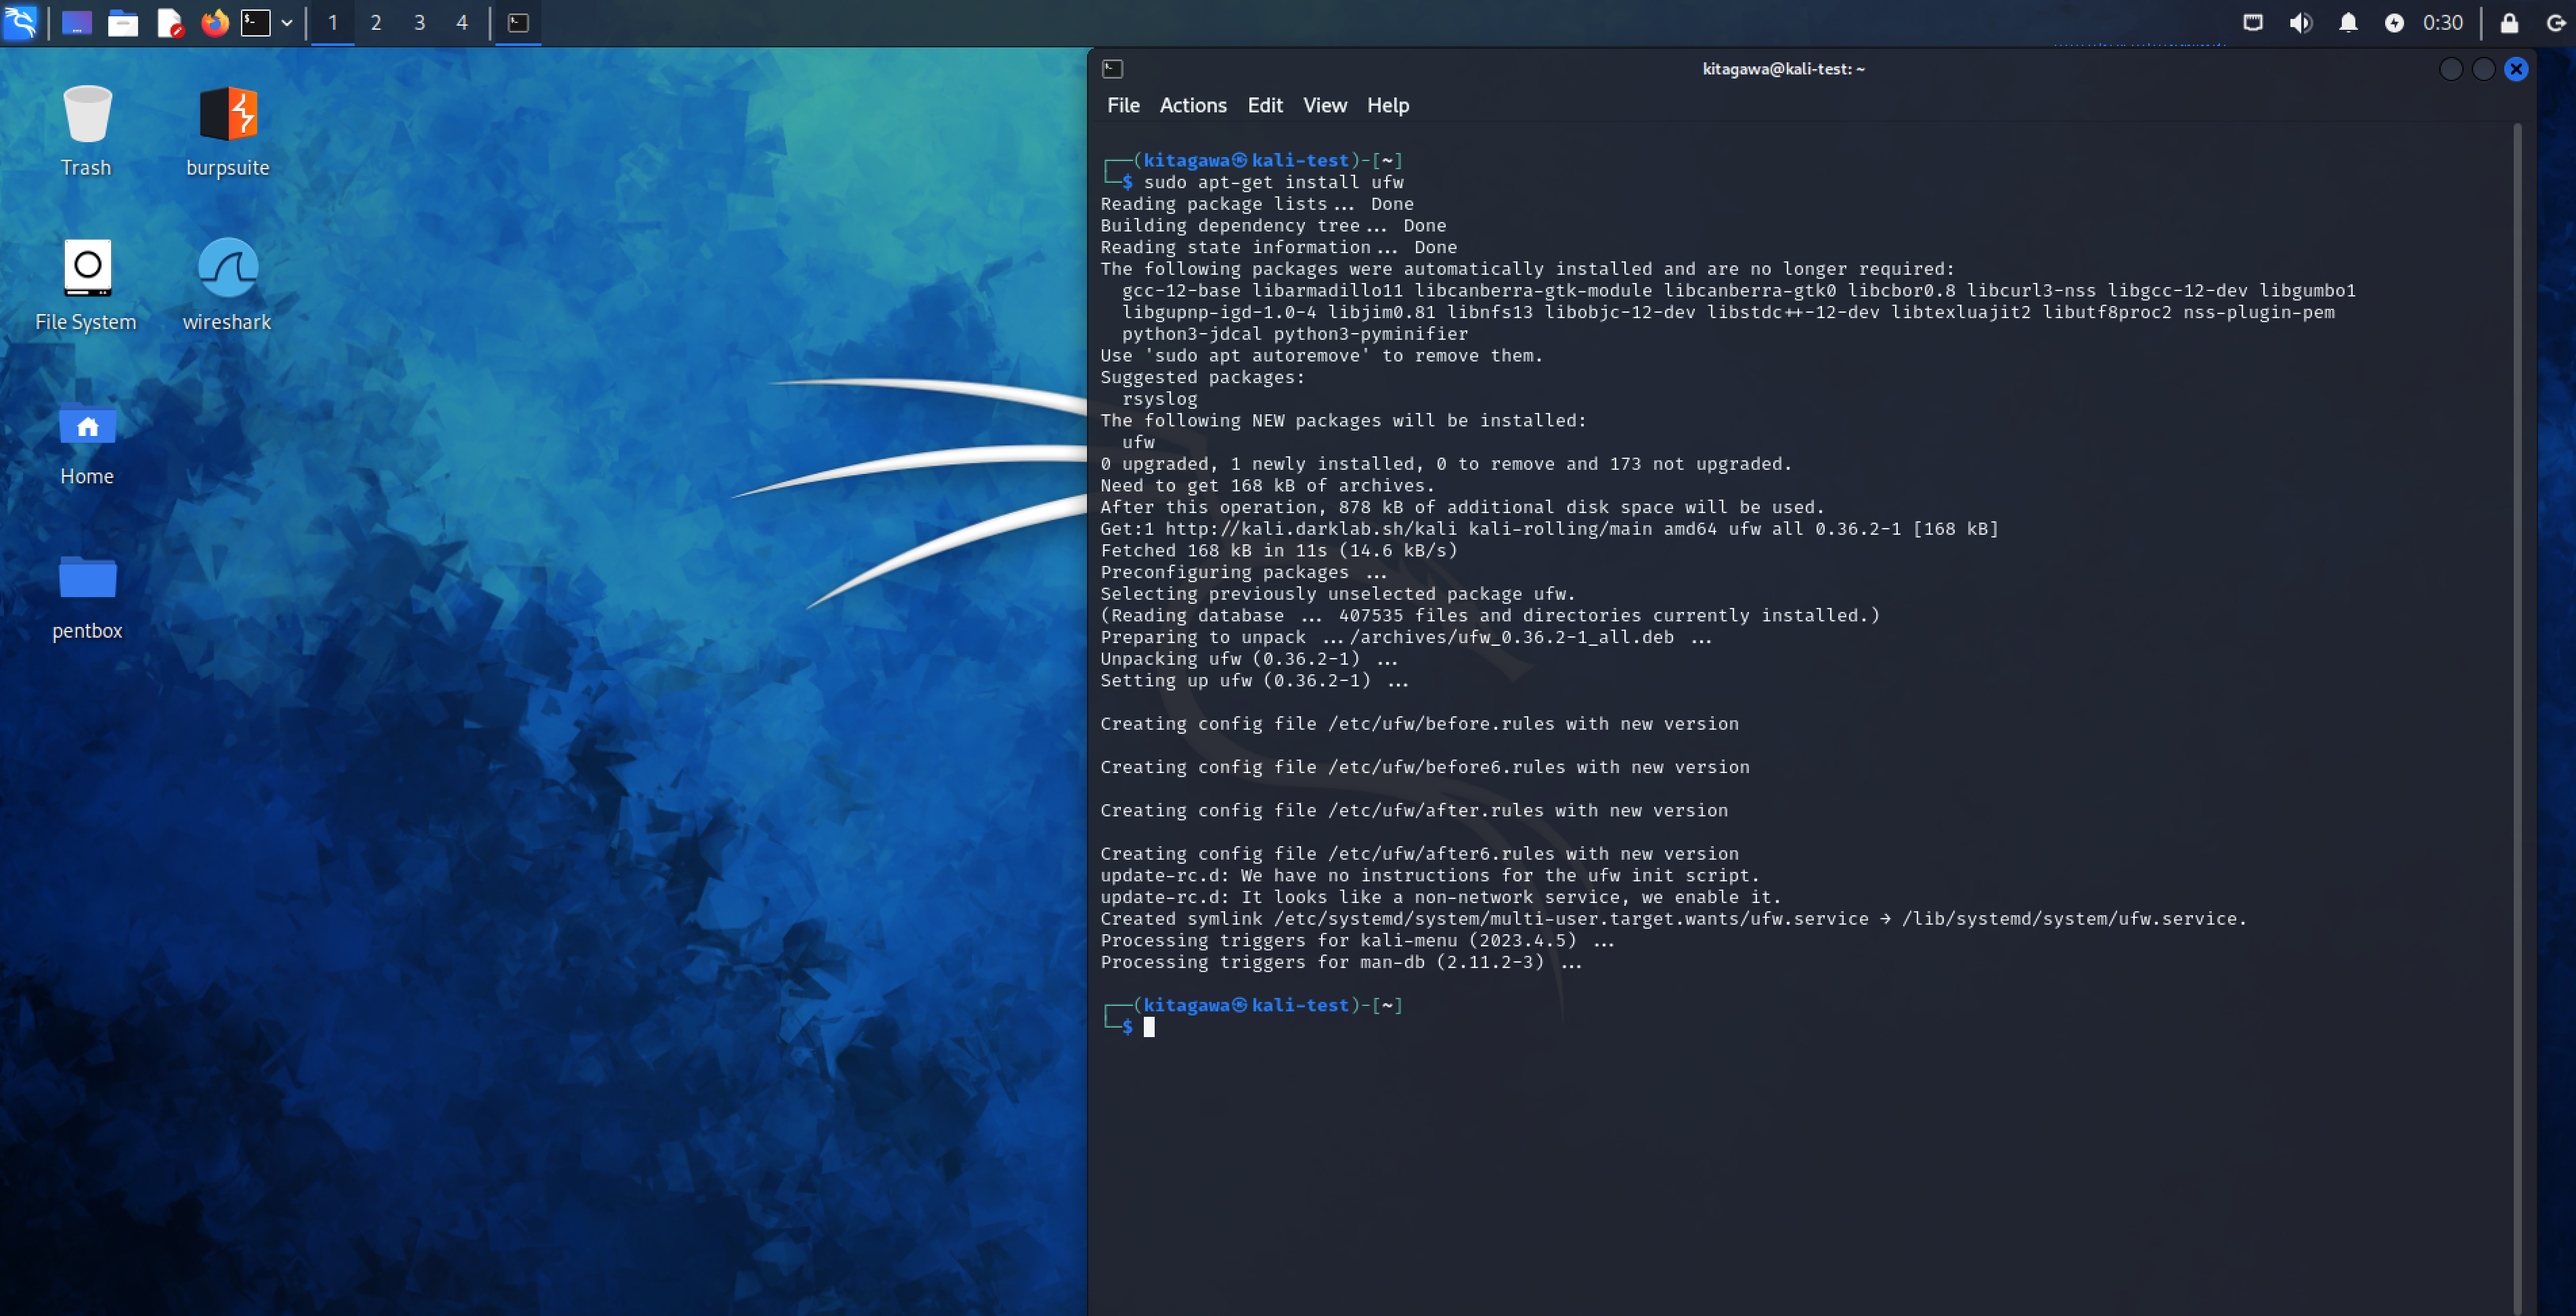 1 2 3 4
0:30
Trash
burpsuite
File System
wireshark
Home
pentbox
kitagawa@kali-test: ~
File Actions Edit View Help
┌──(kitagawa㉿kali-test)-[~]
└─$ sudo apt-get install ufw
Reading package lists... Done
Building dependency tree... Done
Reading state information... Done
The following packages were automatically installed and are no longer required:
gcc-12-base libarmadillo11 libcanberra-gtk-module libcanberra-gtk0 libcbor0.8 libcurl3-nss libgcc-12-dev libgumbo1
libgupnp-igd-1.0-4 libjim0.81 libnfs13 libobjc-12-dev libstdc++-12-dev libtexluajit2 libutf8proc2 nss-plugin-pem
python3-jdcal python3-pyminifier
Use 'sudo apt autoremove' to remove them.
Suggested packages:
rsyslog
The following NEW packages will be installed:
ufw
0 upgraded, 1 newly installed, 0 to remove and 173 not upgraded.
Need to get 168 kB of archives.
After this operation, 878 kB of additional disk space will be used.
Get:1 http://kali.darklab.sh/kali kali-rolling/main amd64 ufw all 0.36.2-1 [168 kB]
Fetched 168 kB in 11s (14.6 kB/s)
Preconfiguring packages ...
Selecting previously unselected package ufw.
(Reading database ... 407535 files and directories currently installed.)
Preparing to unpack .../archives/ufw_0.36.2-1_all.deb ...
Unpacking ufw (0.36.2-1) ...
Setting up ufw (0.36.2-1) ...
Creating config file /etc/ufw/before.rules with new version
Creating config file /etc/ufw/before6.rules with new version
Creating config file /etc/ufw/after.rules with new version
Creating config file /etc/ufw/after6.rules with new version
update-rc.d: We have no instructions for the ufw init script.
update-rc.d: It looks like a non-network service, we enable it.
Created symlink /etc/systemd/system/multi-user.target.wants/ufw.service → /lib/systemd/system/ufw.service.
Processing triggers for kali-menu (2023.4.5) ...
Processing triggers for man-db (2.11.2-3) ...
┌──(kitagawa㉿kali-test)-[~]
└─$